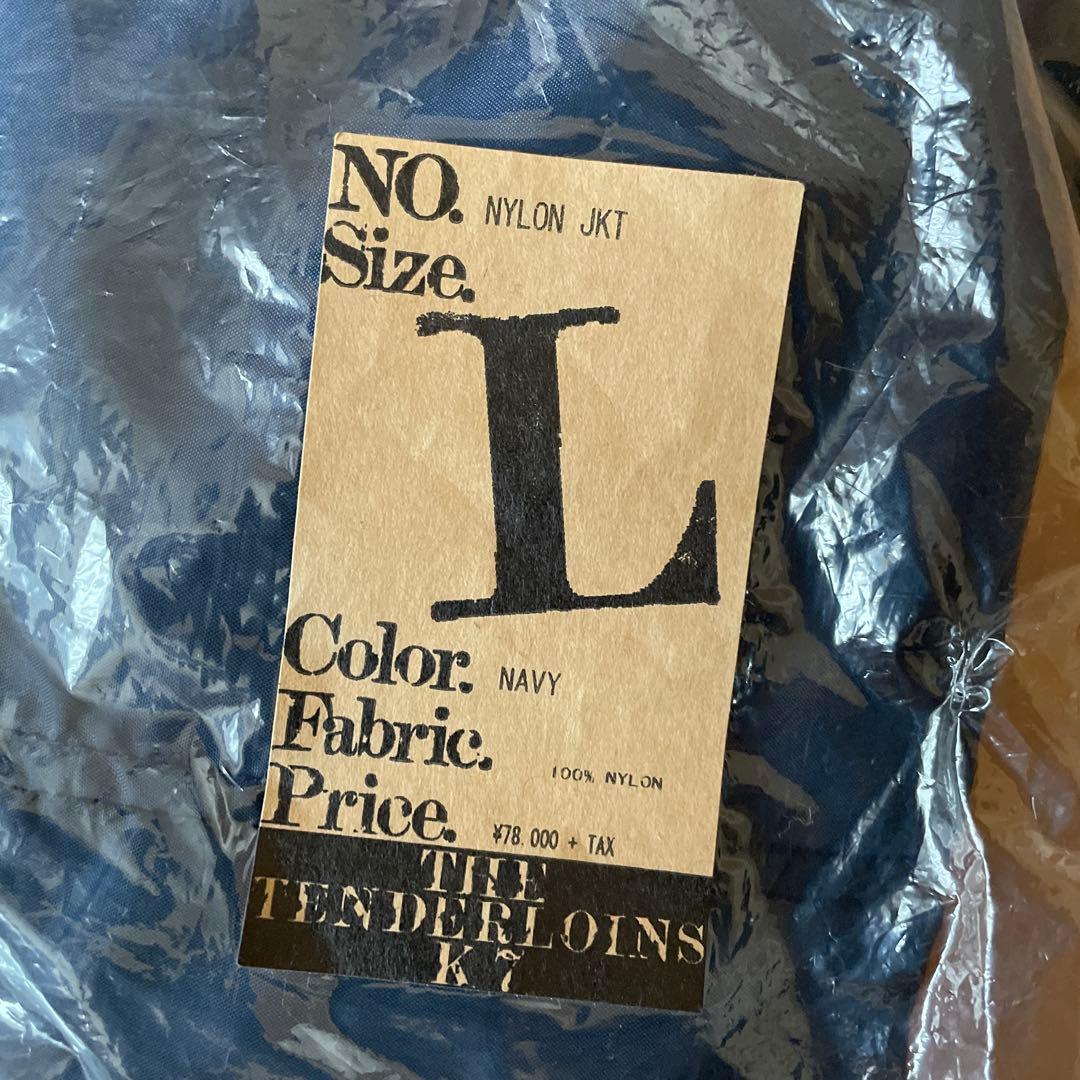 NO. NYLON JKT
Size.
L
Color. NAVY
Fabric. 100% NYLON
Price. ¥78.000 + TAX
THE
TENDERLOINS
K7